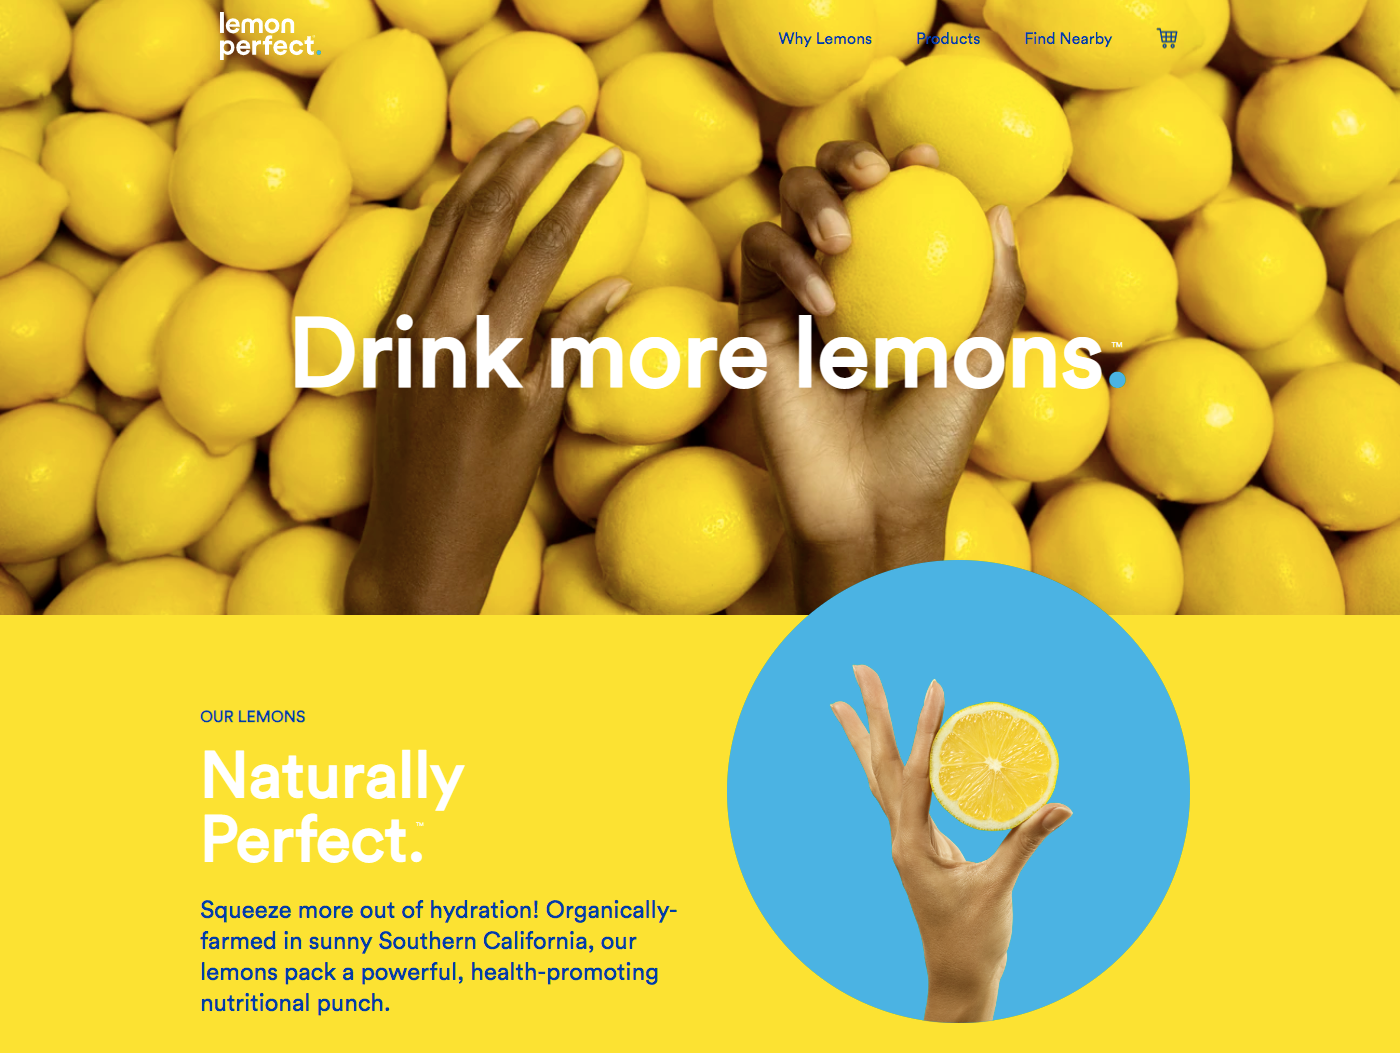 lemon
perfect.
Why Lemons
Products
Find Nearby
Drink more lemons.™
OUR LEMONS
Naturally
Perfect.™
Squeeze more out of hydration! Organically-
farmed in sunny Southern California, our
lemons pack a powerful, health-promoting
nutritional punch.